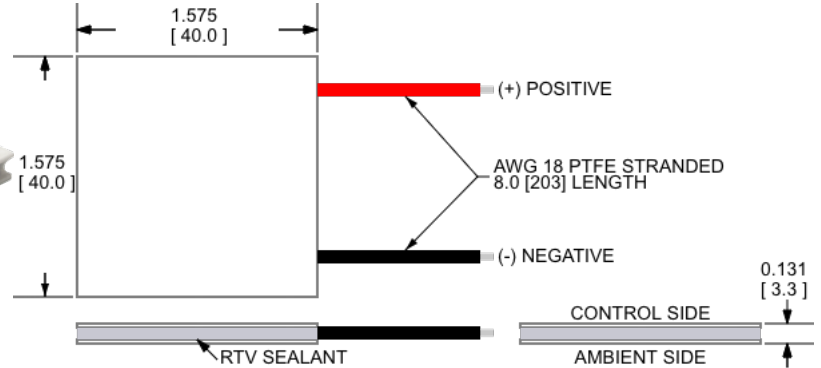 1.575
[ 40.0 ]
(+) POSITIVE
1.575
[ 40.0 ]
AWG 18 PTFE STRANDED
8.0 [203] LENGTH
(-) NEGATIVE
0.131
[ 3.3 ]
CONTROL SIDE
RTV SEALANT
AMBIENT SIDE